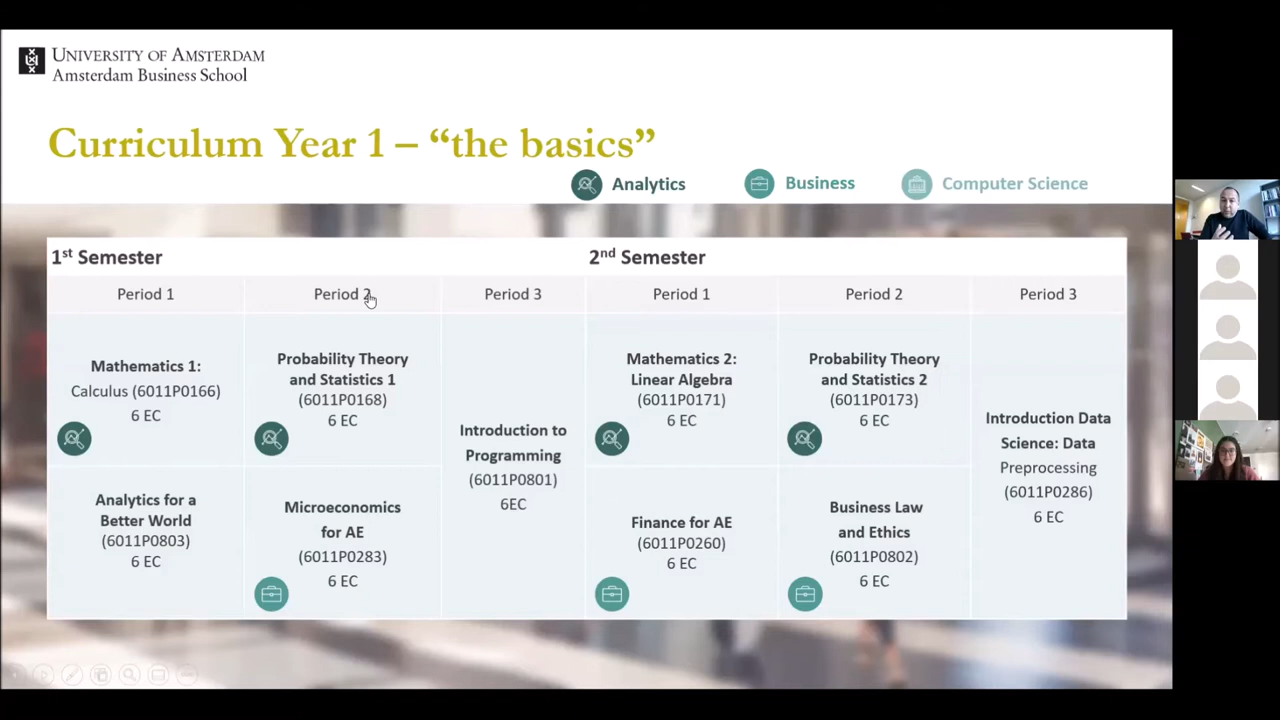 UNIVERSITY OF AMSTERDAM
Amsterdam Business School
Curriculum Year 1 – “the basics”
Analytics
Business
Computer Science
1st Semester
2nd Semester
Period 1
Period 2
Period 3
Period 1
Period 2
Period 3
Mathematics 1:
Calculus (6011P0166)
6 EC
Probability Theory
and Statistics 1
(6011P0168)
6 EC
Introduction to
Programming
(6011P0801)
6EC
Mathematics 2:
Linear Algebra
(6011P0171)
6 EC
Probability Theory
and Statistics 2
(6011P0173)
6 EC
Introduction Data
Science: Data
Preprocessing
(6011P0286)
6 EC
Analytics for a
Better World
(6011P0803)
6 EC
Microeconomics
for AE
(6011P0283)
6 EC
Finance for AE
(6011P0260)
6 EC
Business Law
and Ethics
(6011P0802)
6 EC